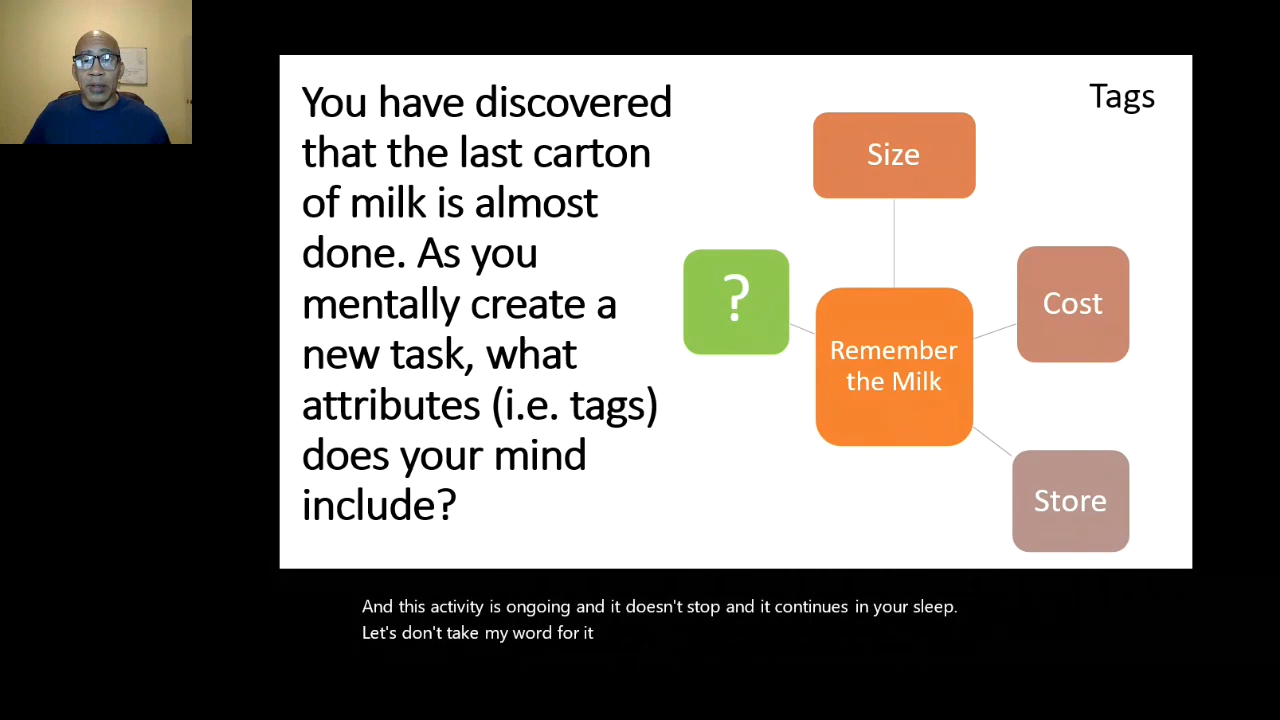 You have discovered
that the last carton
of milk is almost
done. As you
mentally create a
new task, what
attributes (i.e. tags)
does your mind
include?
Tags
Size
?
Cost
Remember
the Milk
Store
And this activity is ongoing and it doesn't stop and it continues in your sleep.
Let's don't take my word for it